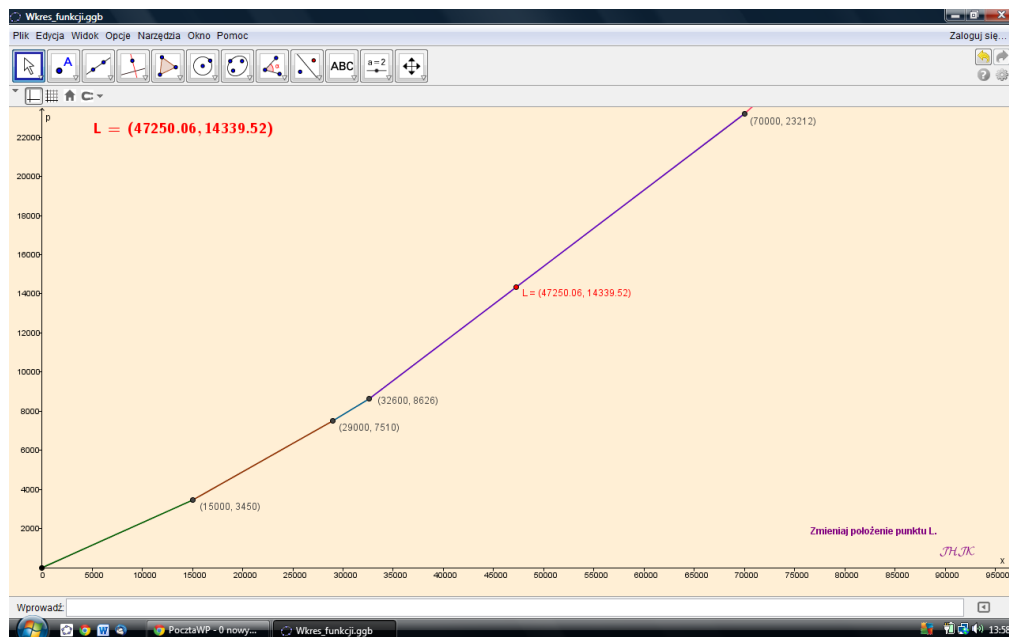 Wkres_funkcji.ggb
Plik Edycja Widok Opcje Narzędzia Okno Pomoc
Zaloguj się...
A
α
ABC
a=2
p
L = (47250.06, 14339.52)
(70000, 23212)
22000
20000
18000
16000
14000
L = (47250.06, 14339.52)
12000
10000
(32600, 8626)
8000
(29000, 7510)
6000
4000
(15000, 3450)
2000
Zmieniaj położenie punktu L.
JH.JK
x
0 5000 10000 15000 20000 25000 30000 35000 40000 45000 50000 55000 60000 65000 70000 75000 80000 85000 90000 95000
Wprowadź:
PocztaWP - 0 nowy... Wkres_funkcji.ggb 13:58